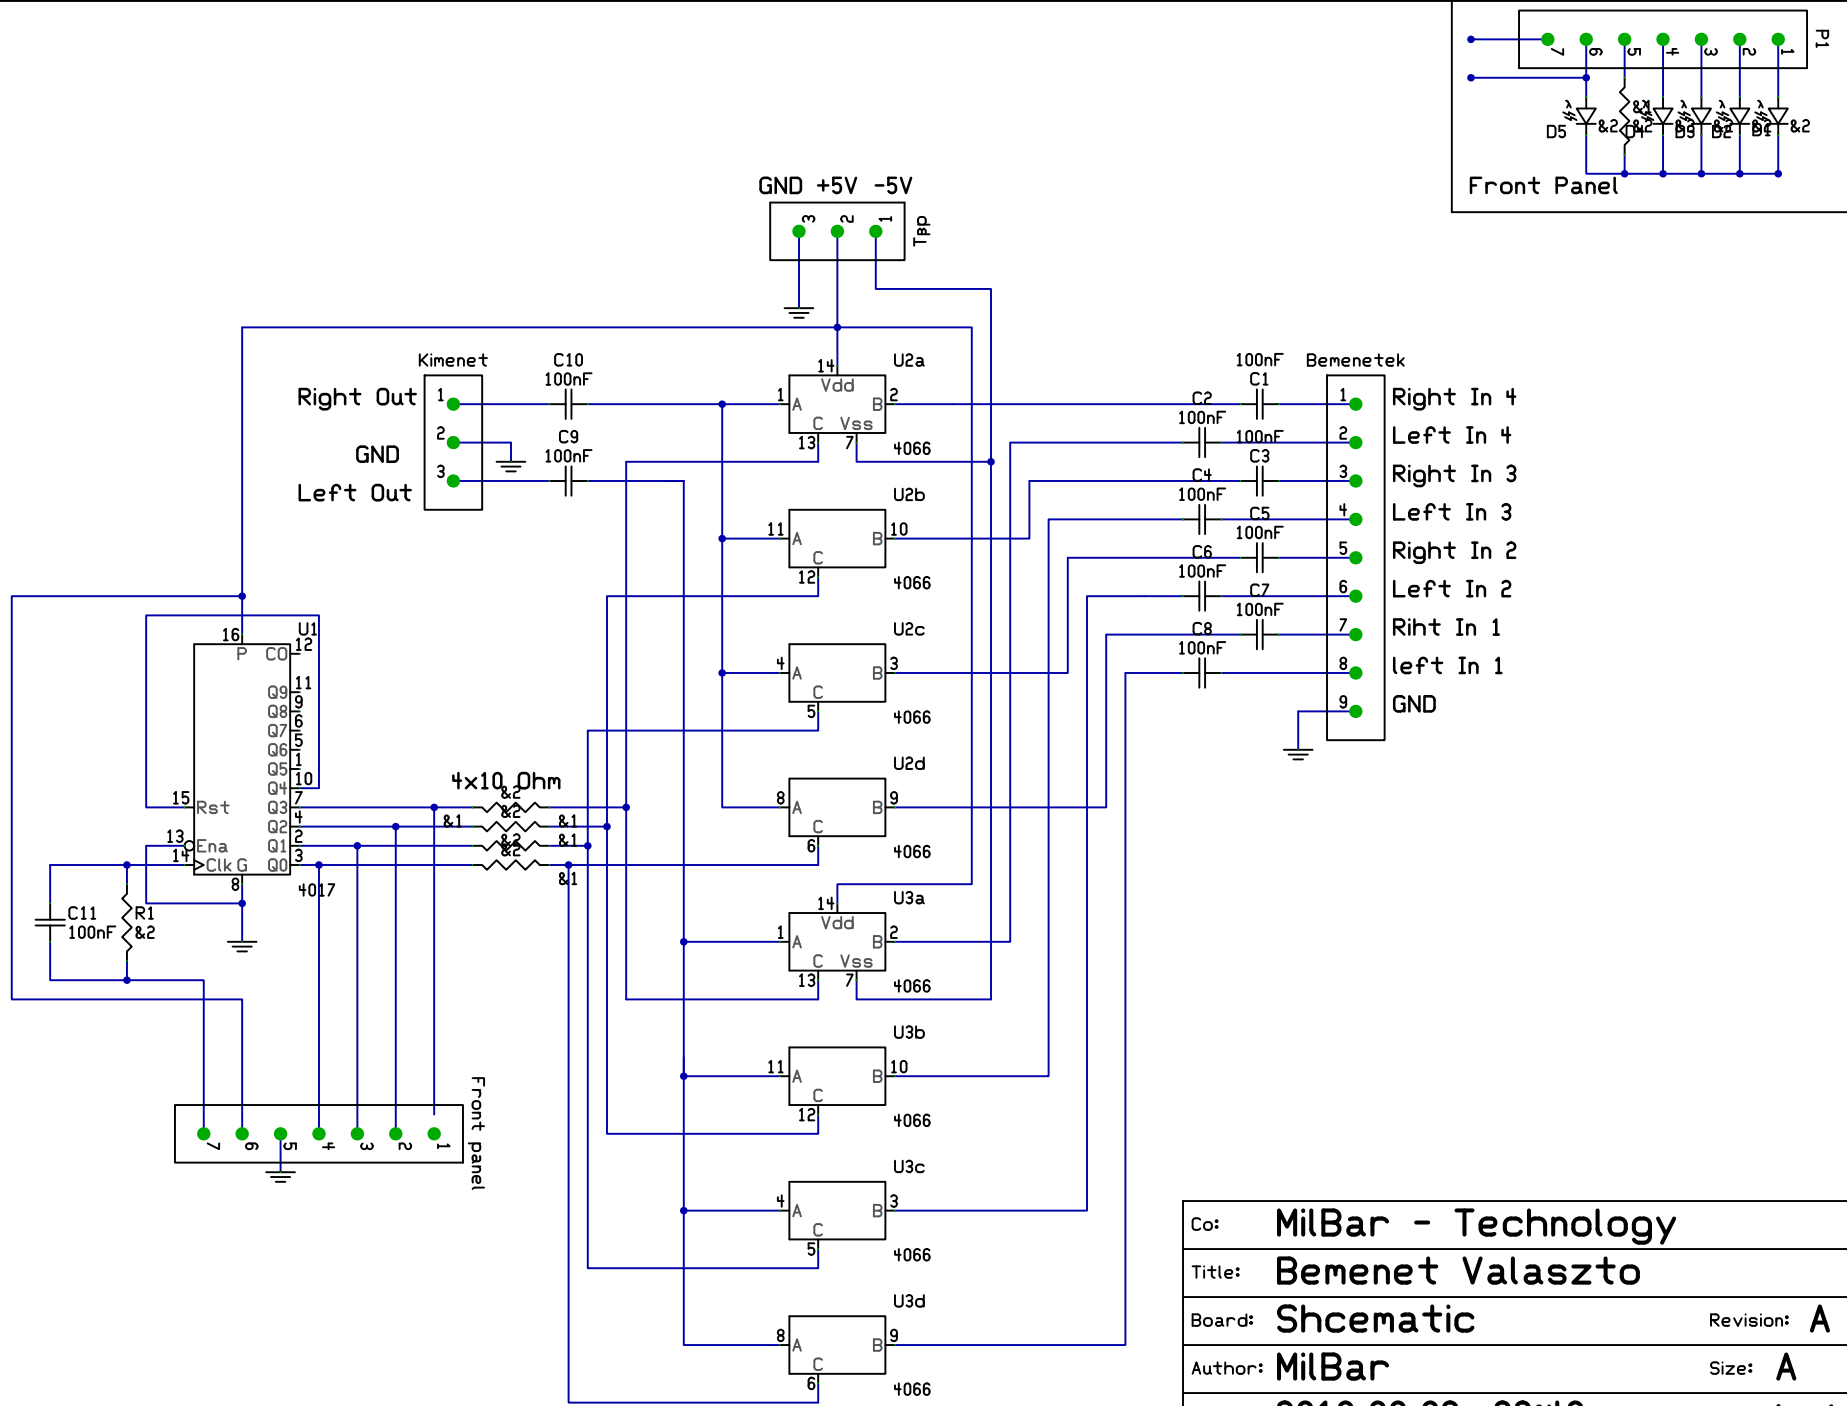 P1
7 6 5 4 3 2 1
&1
D5 &2 &2 D4 &2 D3 &2 D2 &2 D1 &2
Front Panel
GND +5V -5V
3 2 1
Tap
Kimenet
Right Out
GND
Left Out
1
2
3
C10
100nF
C9
100nF
U2a
14
Vdd
1 A B 2
C Vss
13 7
4066
U2b
11 A B 10
C
12
4066
U2c
4 A B 3
C
5
4066
U2d
8 A B 9
C
6
4066
U3a
14
Vdd
1 A B 2
C Vss
13 7
4066
U3b
11 A B 10
C
12
4066
U3c
4 A B 3
C
5
4066
U3d
8 A B 9
C
6
4066
100nF
C1
C2
100nF
100nF
C3
C4
100nF
C5
100nF
C6
100nF
C7
100nF
C8
100nF
Bemenetek
1 Right In 4
2 Left In 4
3 Right In 3
4 Left In 3
5 Right In 2
6 Left In 2
7 Riht In 1
8 left In 1
9 GND
U1
16
P CO 12
Q9 11
Q8 9
Q7 6
Q6 5
Q5 1
Q4 10
15 Rst Q3 7
Q2 4
13 Ena Q1 2
14 Clk G Q0 3
8
4017
4x10 Ohm
&2
&2
&1 &1
&2 &1
&2
&1
C11
100nF
R1
&2
Front panel
7 6 5 4 3 2 1
Co: MilBar - Technology
Title: Bemenet Valaszto
Board: Shcematic Revision: A
Author: MilBar Size: A